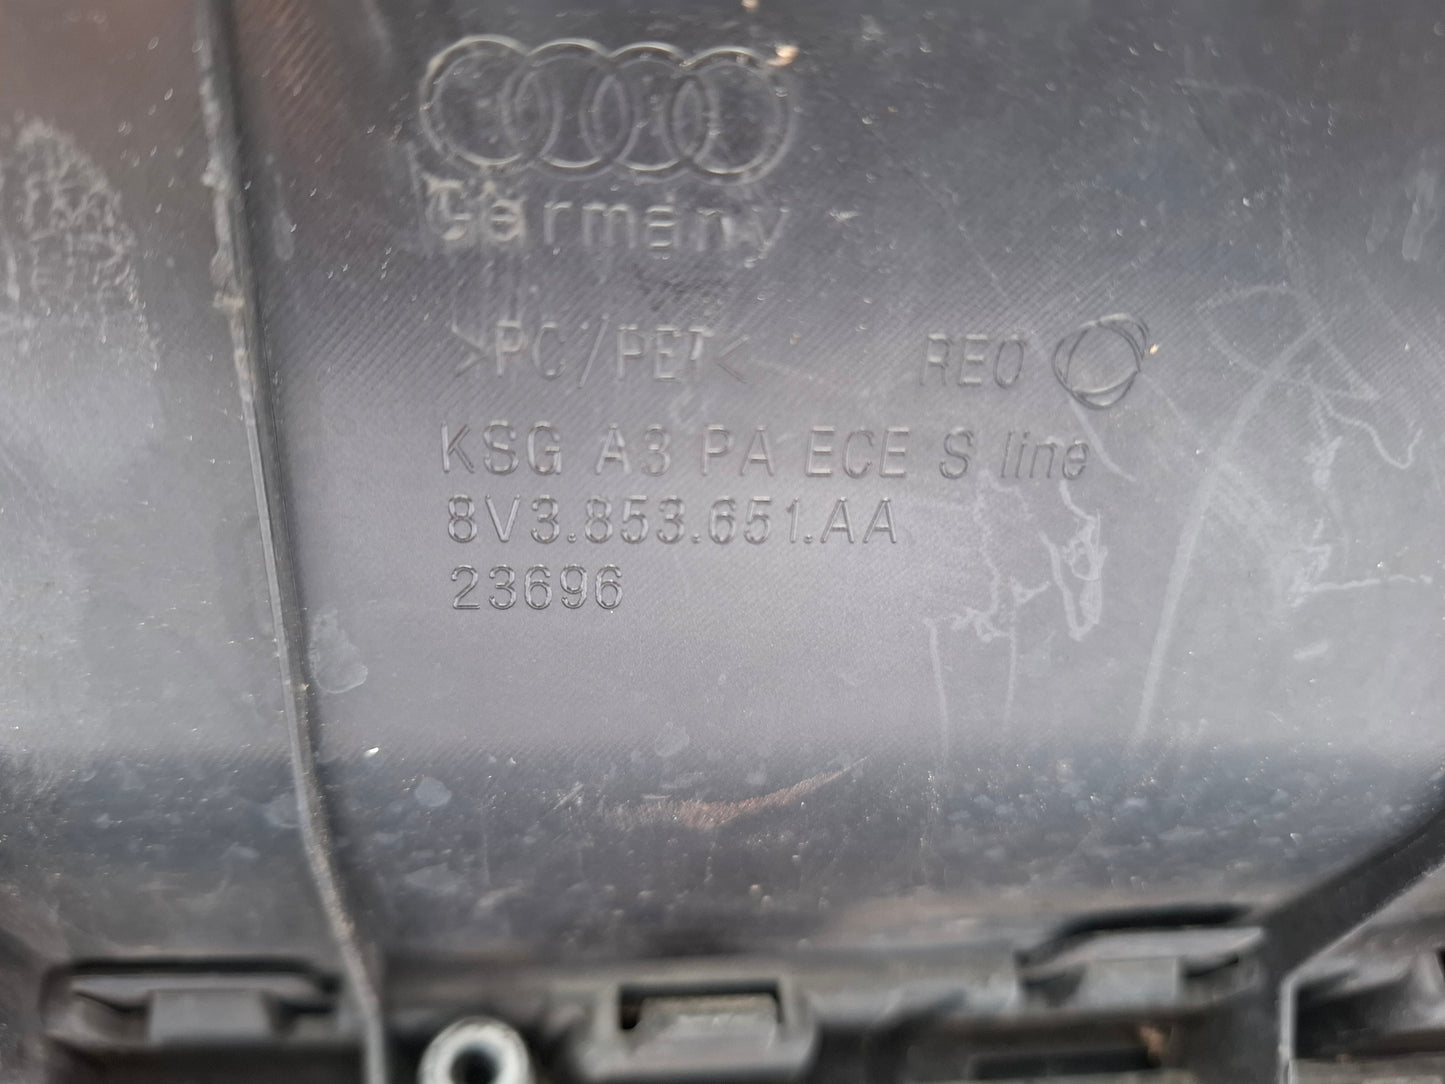 Germany
>PC/PET< REO
KSG A3 PA ECE S line
8V3.853.651.AA
23696